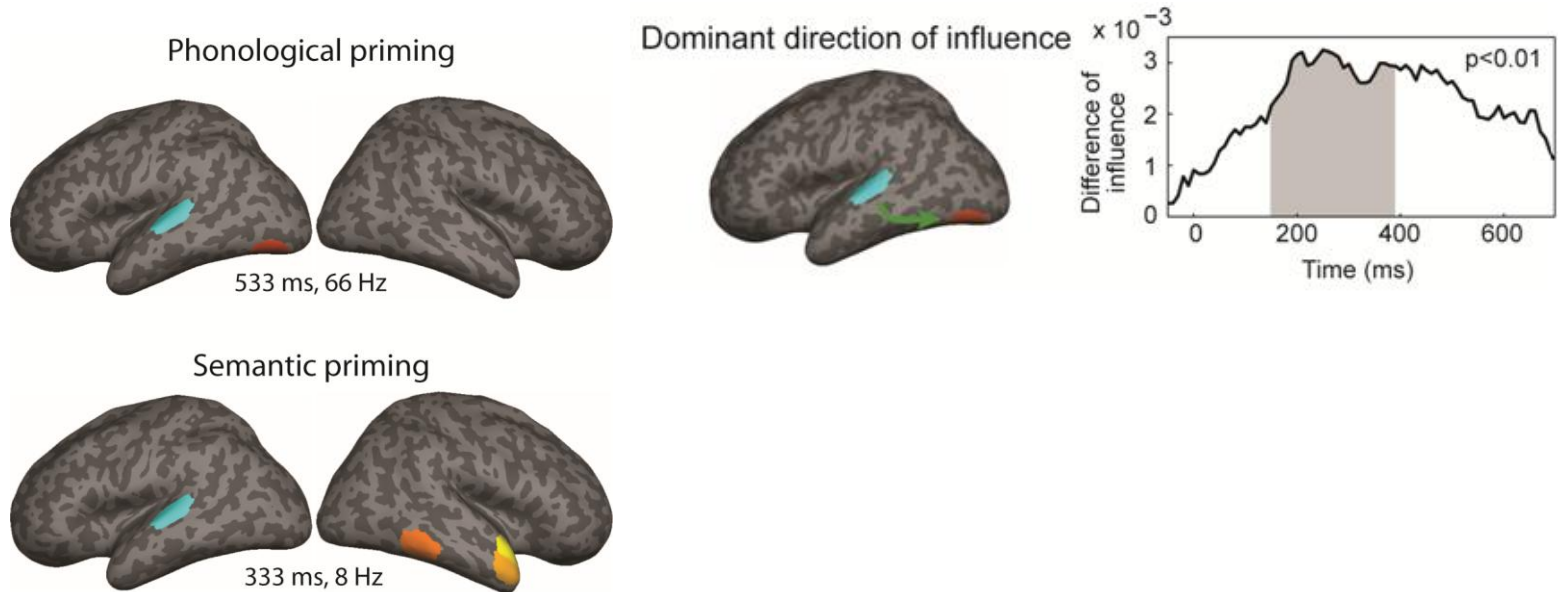 Phonological priming
533 ms, 66 Hz
Semantic priming
333 ms, 8 Hz
Dominant direction of influence
x 10 −3
p<0.01
3
2
1
0
Difference of
influence
0 200 400 600
Time (ms)